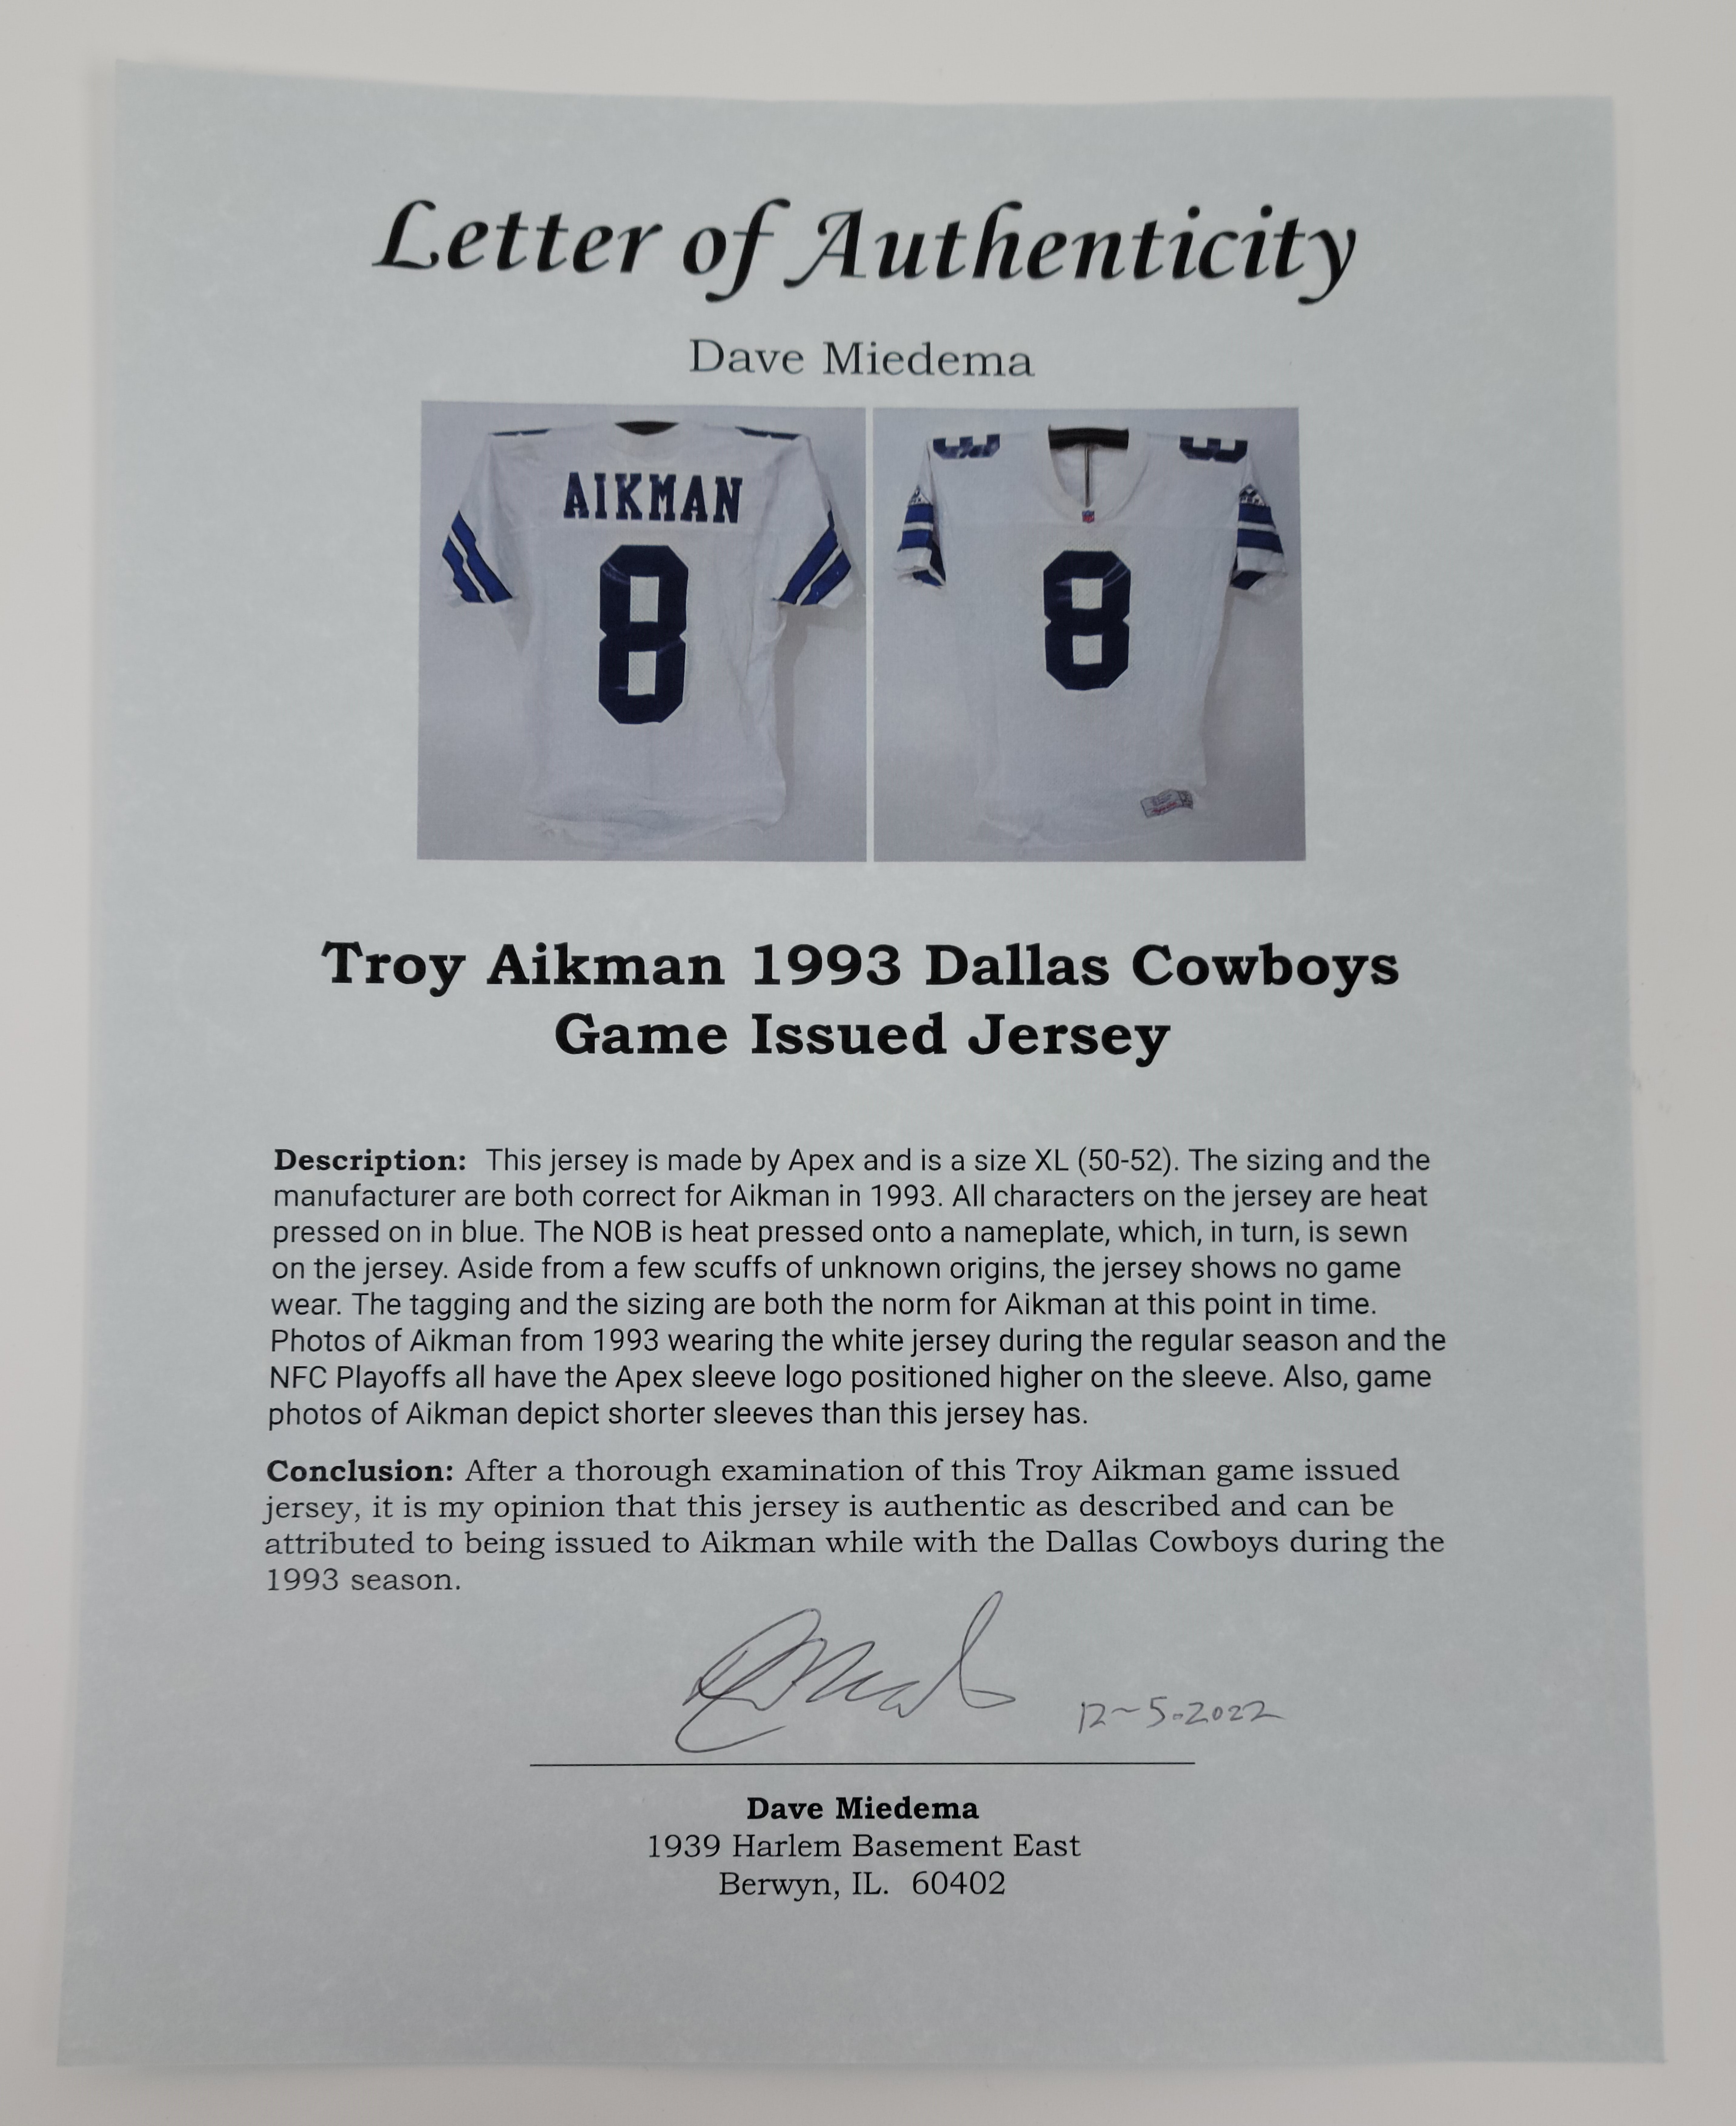 Letter of Authenticity
Dave Miedema
AIKMAN
8
8
8
8
Troy Aikman 1993 Dallas Cowboys
Game Issued Jersey
Description: This jersey is made by Apex and is a size XL (50-52). The sizing and the
manufacturer are both correct for Aikman in 1993. All characters on the jersey are heat
pressed on in blue. The NOB is heat pressed onto a nameplate, which, in turn, is sewn
on the jersey. Aside from a few scuffs of unknown origins, the jersey shows no game
wear. The tagging and the sizing are both the norm for Aikman at this point in time.
Photos of Aikman from 1993 wearing the white jersey during the regular season and the
NFC Playoffs all have the Apex sleeve logo positioned higher on the sleeve. Also, game
photos of Aikman depict shorter sleeves than this jersey has.
Conclusion: After a thorough examination of this Troy Aikman game issued
jersey, it is my opinion that this jersey is authentic as described and can be
attributed to being issued to Aikman while with the Dallas Cowboys during the
1993 season.
12-5-2022
Dave Miedema
1939 Harlem Basement East
Berwyn, IL. 60402